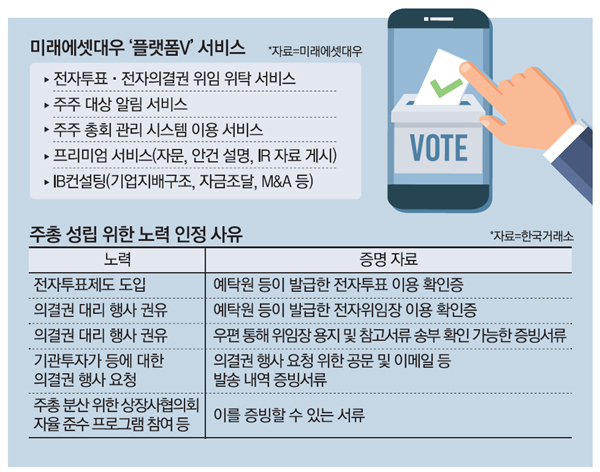 미래에셋대우 ‘플랫폼V’ 서비스
*자료=미래에셋대우
▸전자투표・전자의결권 위임 위탁 서비스
▸주주 대상 알림 서비스
▸주주 총회 관리 시스템 이용 서비스
▸프리미엄 서비스(자문, 안건 설명, IR 자료 게시)
▸IB컨설팅(기업지배구조, 자금조달, M&A 등)
VOTE
주총 성립 위한 노력 인정 사유
*자료=한국거래소
노력 증명 자료
전자투표제도 도입 예탁원 등이 발급한 전자투표 이용 확인증
의결권 대리 행사 권유 예탁원 등이 발급한 전자위임장 이용 확인증
의결권 대리 행사 권유 우편 통해 위임장 용지 및 참고서류 송부 확인 가능한 증빙서류
기관투자가 등에 대한
의결권 행사 요청
의결권 행사 요청 위한 공문 및 이메일 등
발송 내역 증빙서류
주총 분산 위한 상장사협의회
자율 준수 프로그램 참여 등
이를 증빙할 수 있는 서류